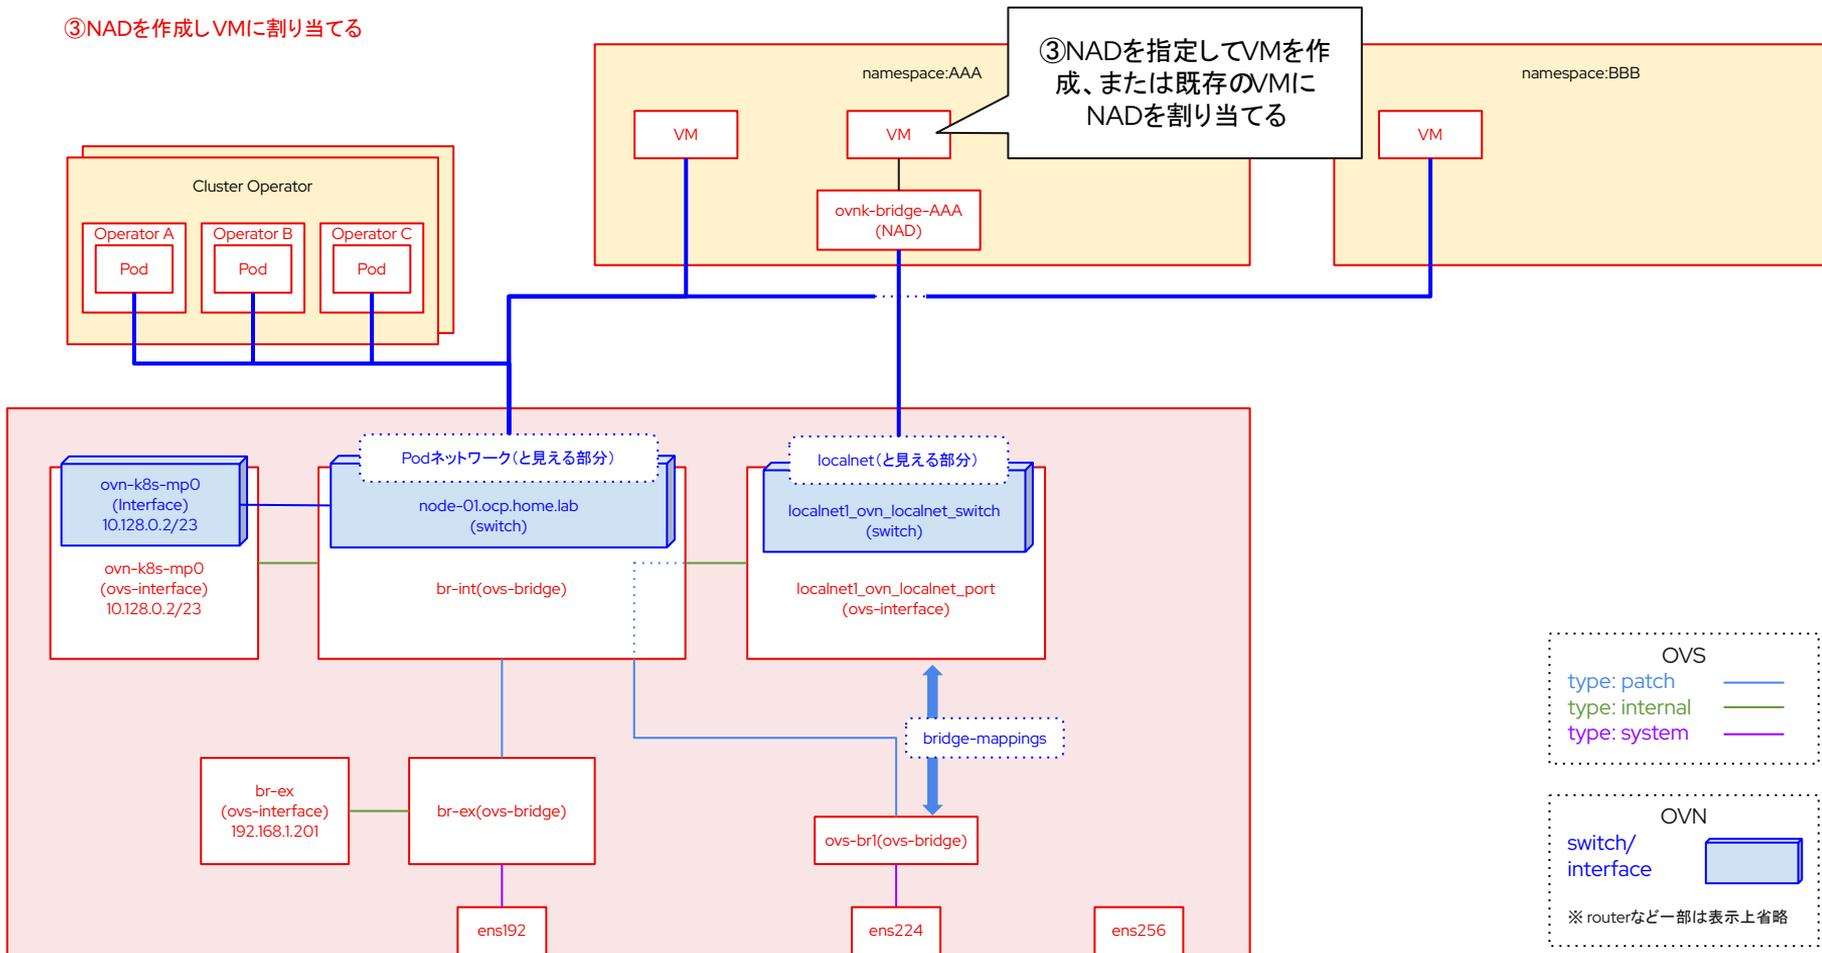 ③NADを作成しVMに割り当てる
③NADを指定してVMを作
成、または既存のVMに
NADを割り当てる
namespace:AAA
namespace:BBB
VM
VM
VM
ovnk-bridge-AAA
(NAD)
Cluster Operator
Operator A
Operator B
Operator C
Pod
Pod
Pod
Podネットワーク(と見える部分)
localnet(と見える部分)
ovn-k8s-mp0
(Interface)
10.128.0.2/23
node-01.ocp.home.lab
(switch)
localnet1_ovn_localnet_switch
(switch)
ovn-k8s-mp0
(ovs-interface)
10.128.0.2/23
br-int(ovs-bridge)
localnet1_ovn_localnet_port
(ovs-interface)
bridge-mappings
br-ex
(ovs-interface)
192.168.1.201
br-ex(ovs-bridge)
ovs-br1(ovs-bridge)
ens192
ens224
ens256
OVS
type: patch
type: internal
type: system
OVN
switch/
interface
※ routerなど一部は表示上省略